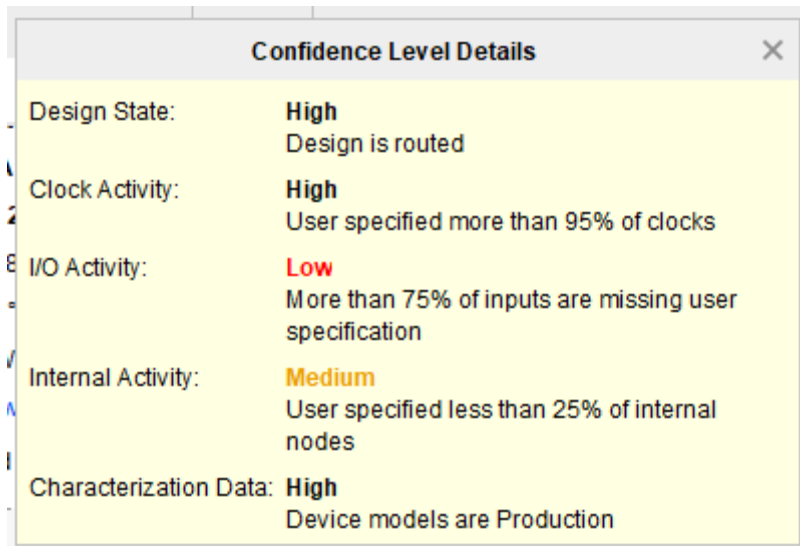 Confidence Level Details
Design State: High
Design is routed
Clock Activity: High
User specified more than 95% of clocks
I/O Activity: Low
More than 75% of inputs are missing user
specification
Internal Activity: Medium
User specified less than 25% of internal
nodes
Characterization Data: High
Device models are Production